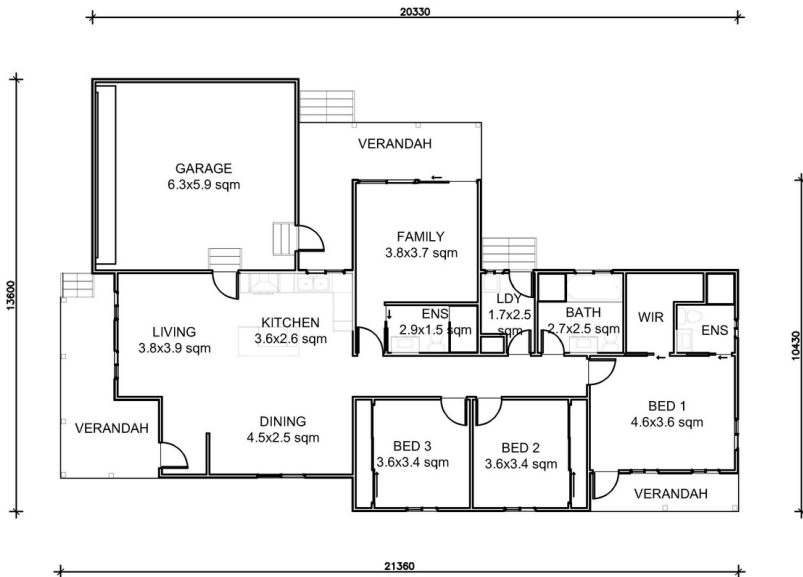 20330
VERANDAH
GARAGE
6.3x5.9 sqm
FAMILY
3.8x3.7 sqm
13600
10430
LDY
1.7x2.5
sqm
ENS
2.9x1.5 sqm
BATH
2.7x2.5 sqm
WIR
ENS
LIVING
3.8x3.9 sqm
KITCHEN
3.6x2.6 sqm
BED 1
4.6x3.6 sqm
VERANDAH
DINING
4.5x2.5 sqm
BED 3
3.6x3.4 sqm
BED 2
3.6x3.4 sqm
VERANDAH
21360